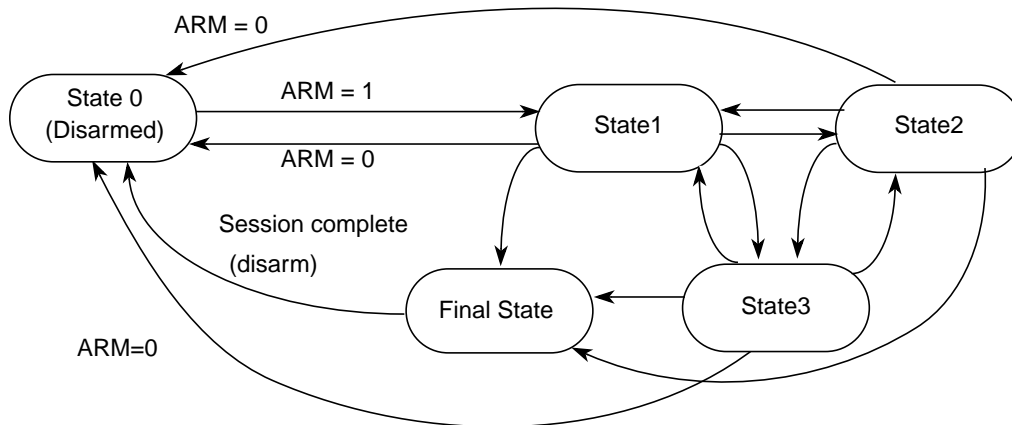 ARM = 0
State 0
(Disarmed)
ARM = 1
State1
State2
ARM = 0
Session complete
(disarm)
Final State
State3
ARM=0